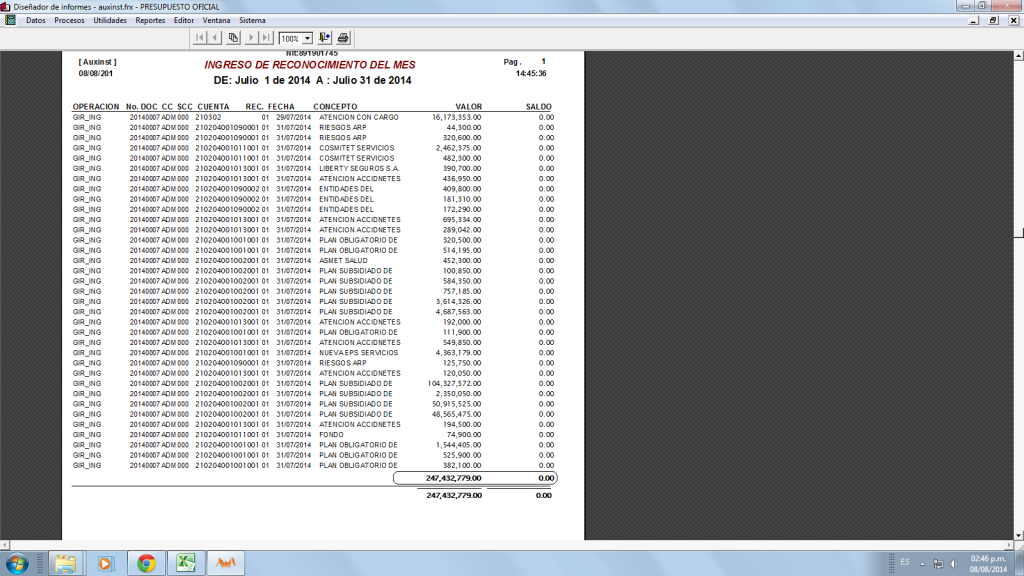 Diseñador de informes - auxinst.frx - PRESUPUESTO OFICIAL
Datos Procesos Utilidades Reportes Editor Ventana Sistema
100%
Nit:891901745
[ Auxinst ] INGRESO DE RECONOCIMIENTO DEL MES Pag . 1
08/08/201 DE: Julio 1 de 2014 A : Julio 31 de 2014 14:45:36
OPERACION No. DOC CC SCC CUENTA REC. FECHA CONCEPTO VALOR SALDO
GIR_ING 20140007 ADM 000 210302 01 29/07/2014 ATENCION CON CARGO 16,173,353.00 0.00
GIR_ING 20140007 ADM 000 210204001090001 01 31/07/2014 RIESGOS ARP 44,300.00 0.00
GIR_ING 20140007 ADM 000 210204001090001 01 31/07/2014 RIESGOS ARP 320,600.00 0.00
GIR_ING 20140007 ADM 000 210204001011001 01 31/07/2014 COSMITET SERVICIOS 2,462,375.00 0.00
GIR_ING 20140007 ADM 000 210204001011001 01 31/07/2014 COSMITET SERVICIOS 482,300.00 0.00
GIR_ING 20140007 ADM 000 210204001013001 01 31/07/2014 LIBERTY SEGUROS S.A. 390,700.00 0.00
GIR_ING 20140007 ADM 000 210204001013001 01 31/07/2014 ATENCION ACCIDNETES 436,950.00 0.00
GIR_ING 20140007 ADM 000 210204001090002 01 31/07/2014 ENTIDADES DEL 409,800.00 0.00
GIR_ING 20140007 ADM 000 210204001090002 01 31/07/2014 ENTIDADES DEL 181,310.00 0.00
GIR_ING 20140007 ADM 000 210204001090002 01 31/07/2014 ENTIDADES DEL 172,290.00 0.00
GIR_ING 20140007 ADM 000 210204001013001 01 31/07/2014 ATENCION ACCIDNETES 695,334.00 0.00
GIR_ING 20140007 ADM 000 210204001013001 01 31/07/2014 ATENCION ACCIDNETES 289,042.00 0.00
GIR_ING 20140007 ADM 000 210204001001001 01 31/07/2014 PLAN OBLIGATORIO DE 320,500.00 0.00
GIR_ING 20140007 ADM 000 210204001001001 01 31/07/2014 PLAN OBLIGATORIO DE 514,195.00 0.00
GIR_ING 20140007 ADM 000 210204001002001 01 31/07/2014 ASMET SALUD 452,300.00 0.00
GIR_ING 20140007 ADM 000 210204001002001 01 31/07/2014 PLAN SUBSIDIADO DE 100,850.00 0.00
GIR_ING 20140007 ADM 000 210204001002001 01 31/07/2014 PLAN SUBSIDIADO DE 584,350.00 0.00
GIR_ING 20140007 ADM 000 210204001002001 01 31/07/2014 PLAN SUBSIDIADO DE 757,185.00 0.00
GIR_ING 20140007 ADM 000 210204001002001 01 31/07/2014 PLAN SUBSIDIADO DE 3,614,326.00 0.00
GIR_ING 20140007 ADM 000 210204001002001 01 31/07/2014 PLAN SUBSIDIADO DE 4,687,563.00 0.00
GIR_ING 20140007 ADM 000 210204001013001 01 31/07/2014 ATENCION ACCIDNETES 192,000.00 0.00
GIR_ING 20140007 ADM 000 210204001001001 01 31/07/2014 PLAN OBLIGATORIO DE 111,900.00 0.00
GIR_ING 20140007 ADM 000 210204001013001 01 31/07/2014 ATENCION ACCIDNETES 549,850.00 0.00
GIR_ING 20140007 ADM 000 210204001001001 01 31/07/2014 NUEVA EPS SERVICIOS 4,363,179.00 0.00
GIR_ING 20140007 ADM 000 210204001090001 01 31/07/2014 RIESGOS ARP 125,750.00 0.00
GIR_ING 20140007 ADM 000 210204001013001 01 31/07/2014 ATENCION ACCIDNETES 120,050.00 0.00
GIR_ING 20140007 ADM 000 210204001002001 01 31/07/2014 PLAN SUBSIDIADO DE 104,327,572.00 0.00
GIR_ING 20140007 ADM 000 210204001002001 01 31/07/2014 PLAN SUBSIDIADO DE 2,350,050.00 0.00
GIR_ING 20140007 ADM 000 210204001002001 01 31/07/2014 PLAN SUBSIDIADO DE 50,915,525.00 0.00
GIR_ING 20140007 ADM 000 210204001002001 01 31/07/2014 PLAN SUBSIDIADO DE 48,565,475.00 0.00
GIR_ING 20140007 ADM 000 210204001013001 01 31/07/2014 ATENCION ACCIDNETES 194,500.00 0.00
GIR_ING 20140007 ADM 000 210204001011001 01 31/07/2014 FONDO 74,900.00 0.00
GIR_ING 20140007 ADM 000 210204001001001 01 31/07/2014 PLAN OBLIGATORIO DE 1,544,405.00 0.00
GIR_ING 20140007 ADM 000 210204001001001 01 31/07/2014 PLAN OBLIGATORIO DE 525,900.00 0.00
GIR_ING 20140007 ADM 000 210204001001001 01 31/07/2014 PLAN OBLIGATORIO DE 382,100.00 0.00
247,432,779.00 0.00
247,432,779.00 0.00
ES 02:46 p.m.
08/08/2014